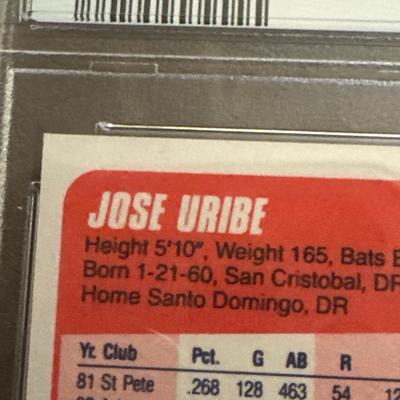 JOSE URIBE
Height 5'10", Weight 165, Bats
Born 1-21-60, San Cristobal, DR
Home Santo Domingo, DR
Yr. Club Pct. G AB R
81 St Pete .268 128 463 54